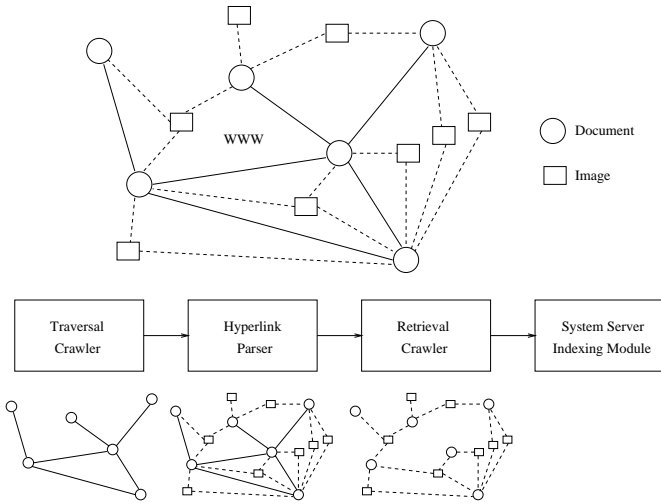 WWW
Document
Image
Traversal
Crawler
Hyperlink
Parser
Retrieval
Crawler
System Server
Indexing Module